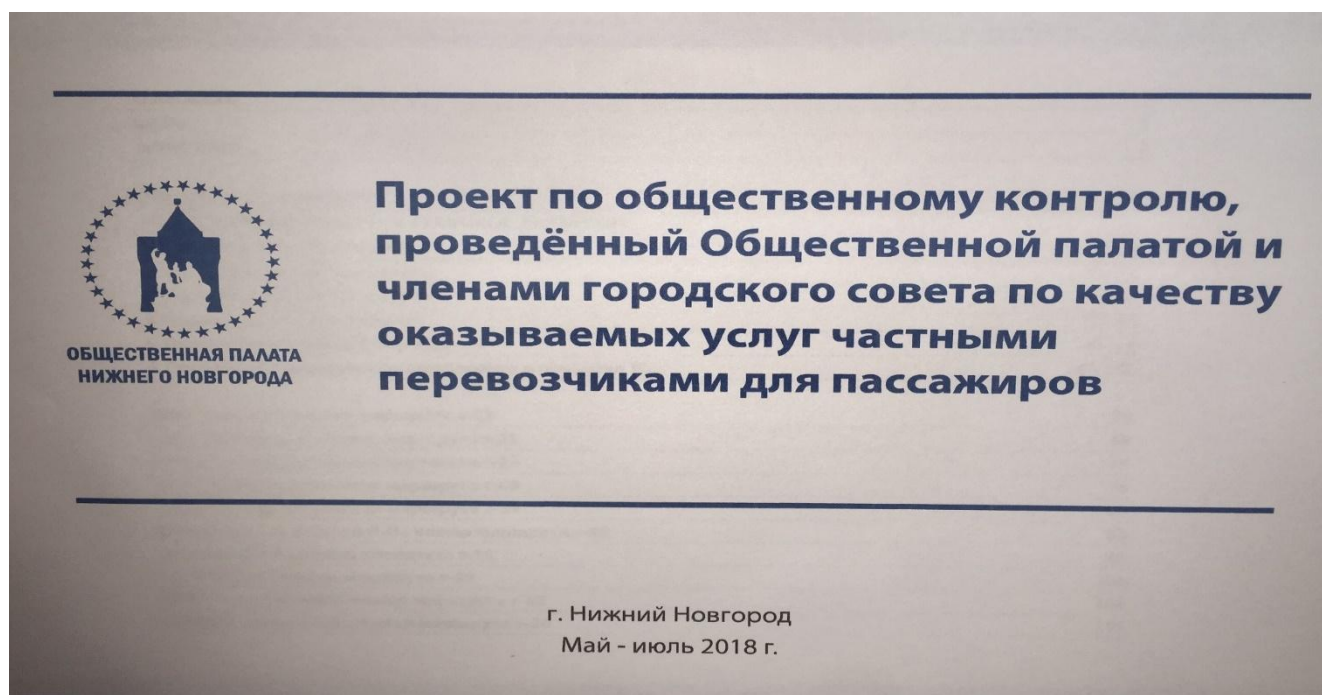 Проект по общественному контролю,
проведённый Общественной палатой и
членами городского совета по качеству
оказываемых услуг частными
перевозчиками для пассажиров
ОБЩЕСТВЕННАЯ ПАЛАТА
НИЖНЕГО НОВГОРОДА
г. Нижний Новгород
Май - июль 2018 г.